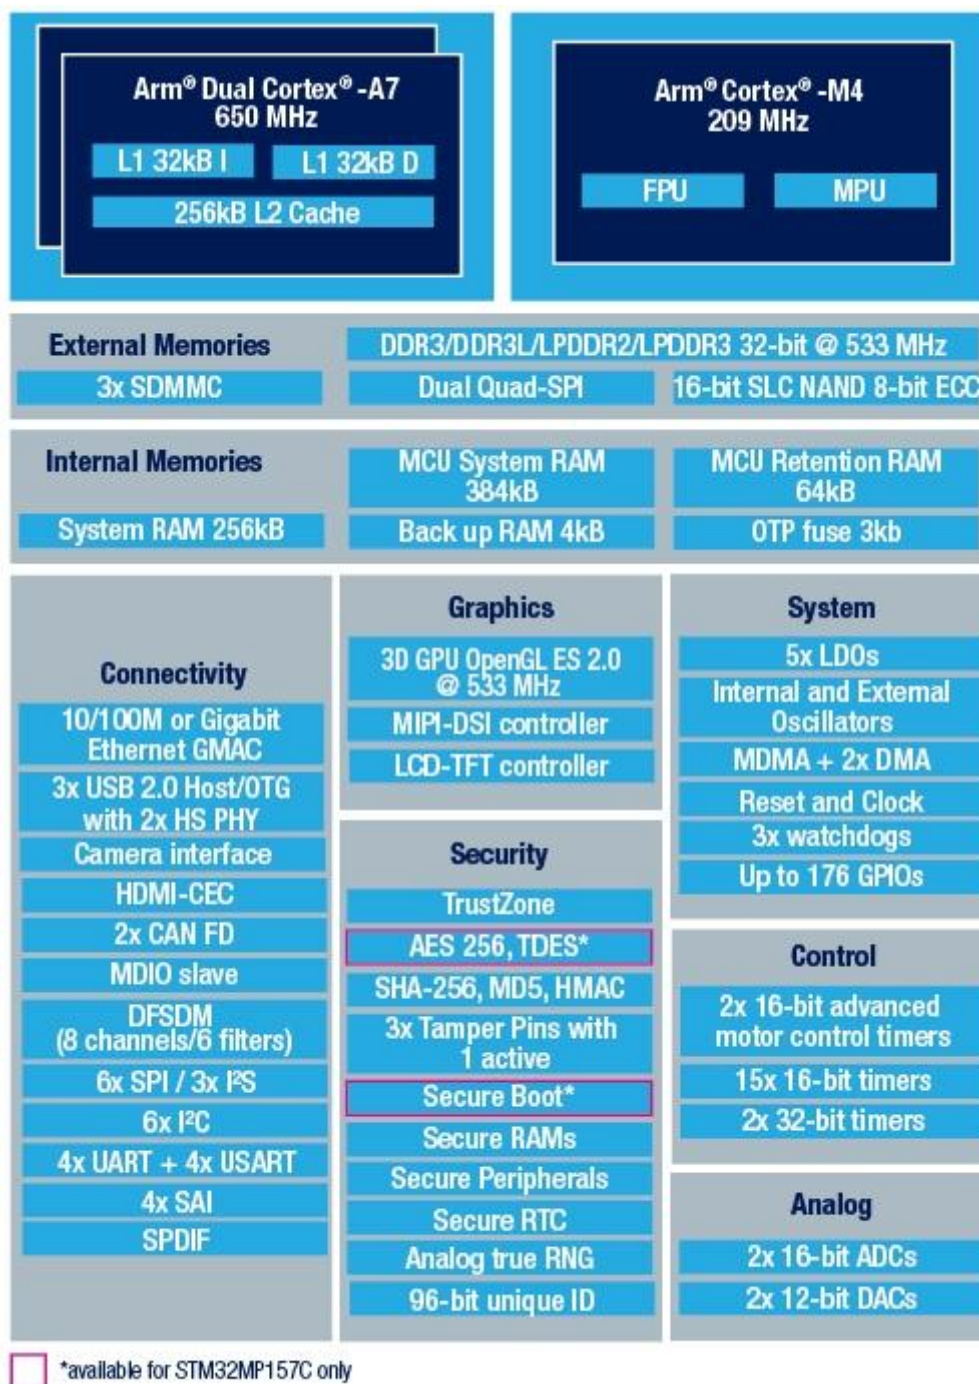 Arm® Dual Cortex® -A7
650 MHz
L1 32kB I
L1 32kB D
256kB L2 Cache
Arm® Cortex® -M4
209 MHz
FPU
MPU
External Memories
DDR3/DDR3L/LPDDR2/LPDDR3 32-bit @ 533 MHz
3x SDMMC
Dual Quad-SPI
16-bit SLC NAND 8-bit ECC
Internal Memories
MCU System RAM
384kB
MCU Retention RAM
64kB
System RAM 256kB
Back up RAM 4kB
OTP fuse 3kb
Connectivity
10/100M or Gigabit
Ethernet GMAC
3x USB 2.0 Host/OTG
with 2x HS PHY
Camera interface
HDMI-CEC
2x CAN FD
MDIO slave
DFSDM
(8 channels/6 filters)
6x SPI / 3x I²S
6x I²C
4x UART + 4x USART
4x SAI
SPDIF
Graphics
3D GPU OpenGL ES 2.0
@ 533 MHz
MIPI-DSI controller
LCD-TFT controller
Security
TrustZone
AES 256, TDES*
SHA-256, MD5, HMAC
3x Tamper Pins with
1 active
Secure Boot*
Secure RAMs
Secure Peripherals
Secure RTC
Analog true RNG
96-bit unique ID
System
5x LDOs
Internal and External
Oscillators
MDMA + 2x DMA
Reset and Clock
3x watchdogs
Up to 176 GPIOs
Control
2x 16-bit advanced
motor control timers
15x 16-bit timers
2x 32-bit timers
Analog
2x 16-bit ADCs
2x 12-bit DACs
*available for STM32MP157C only